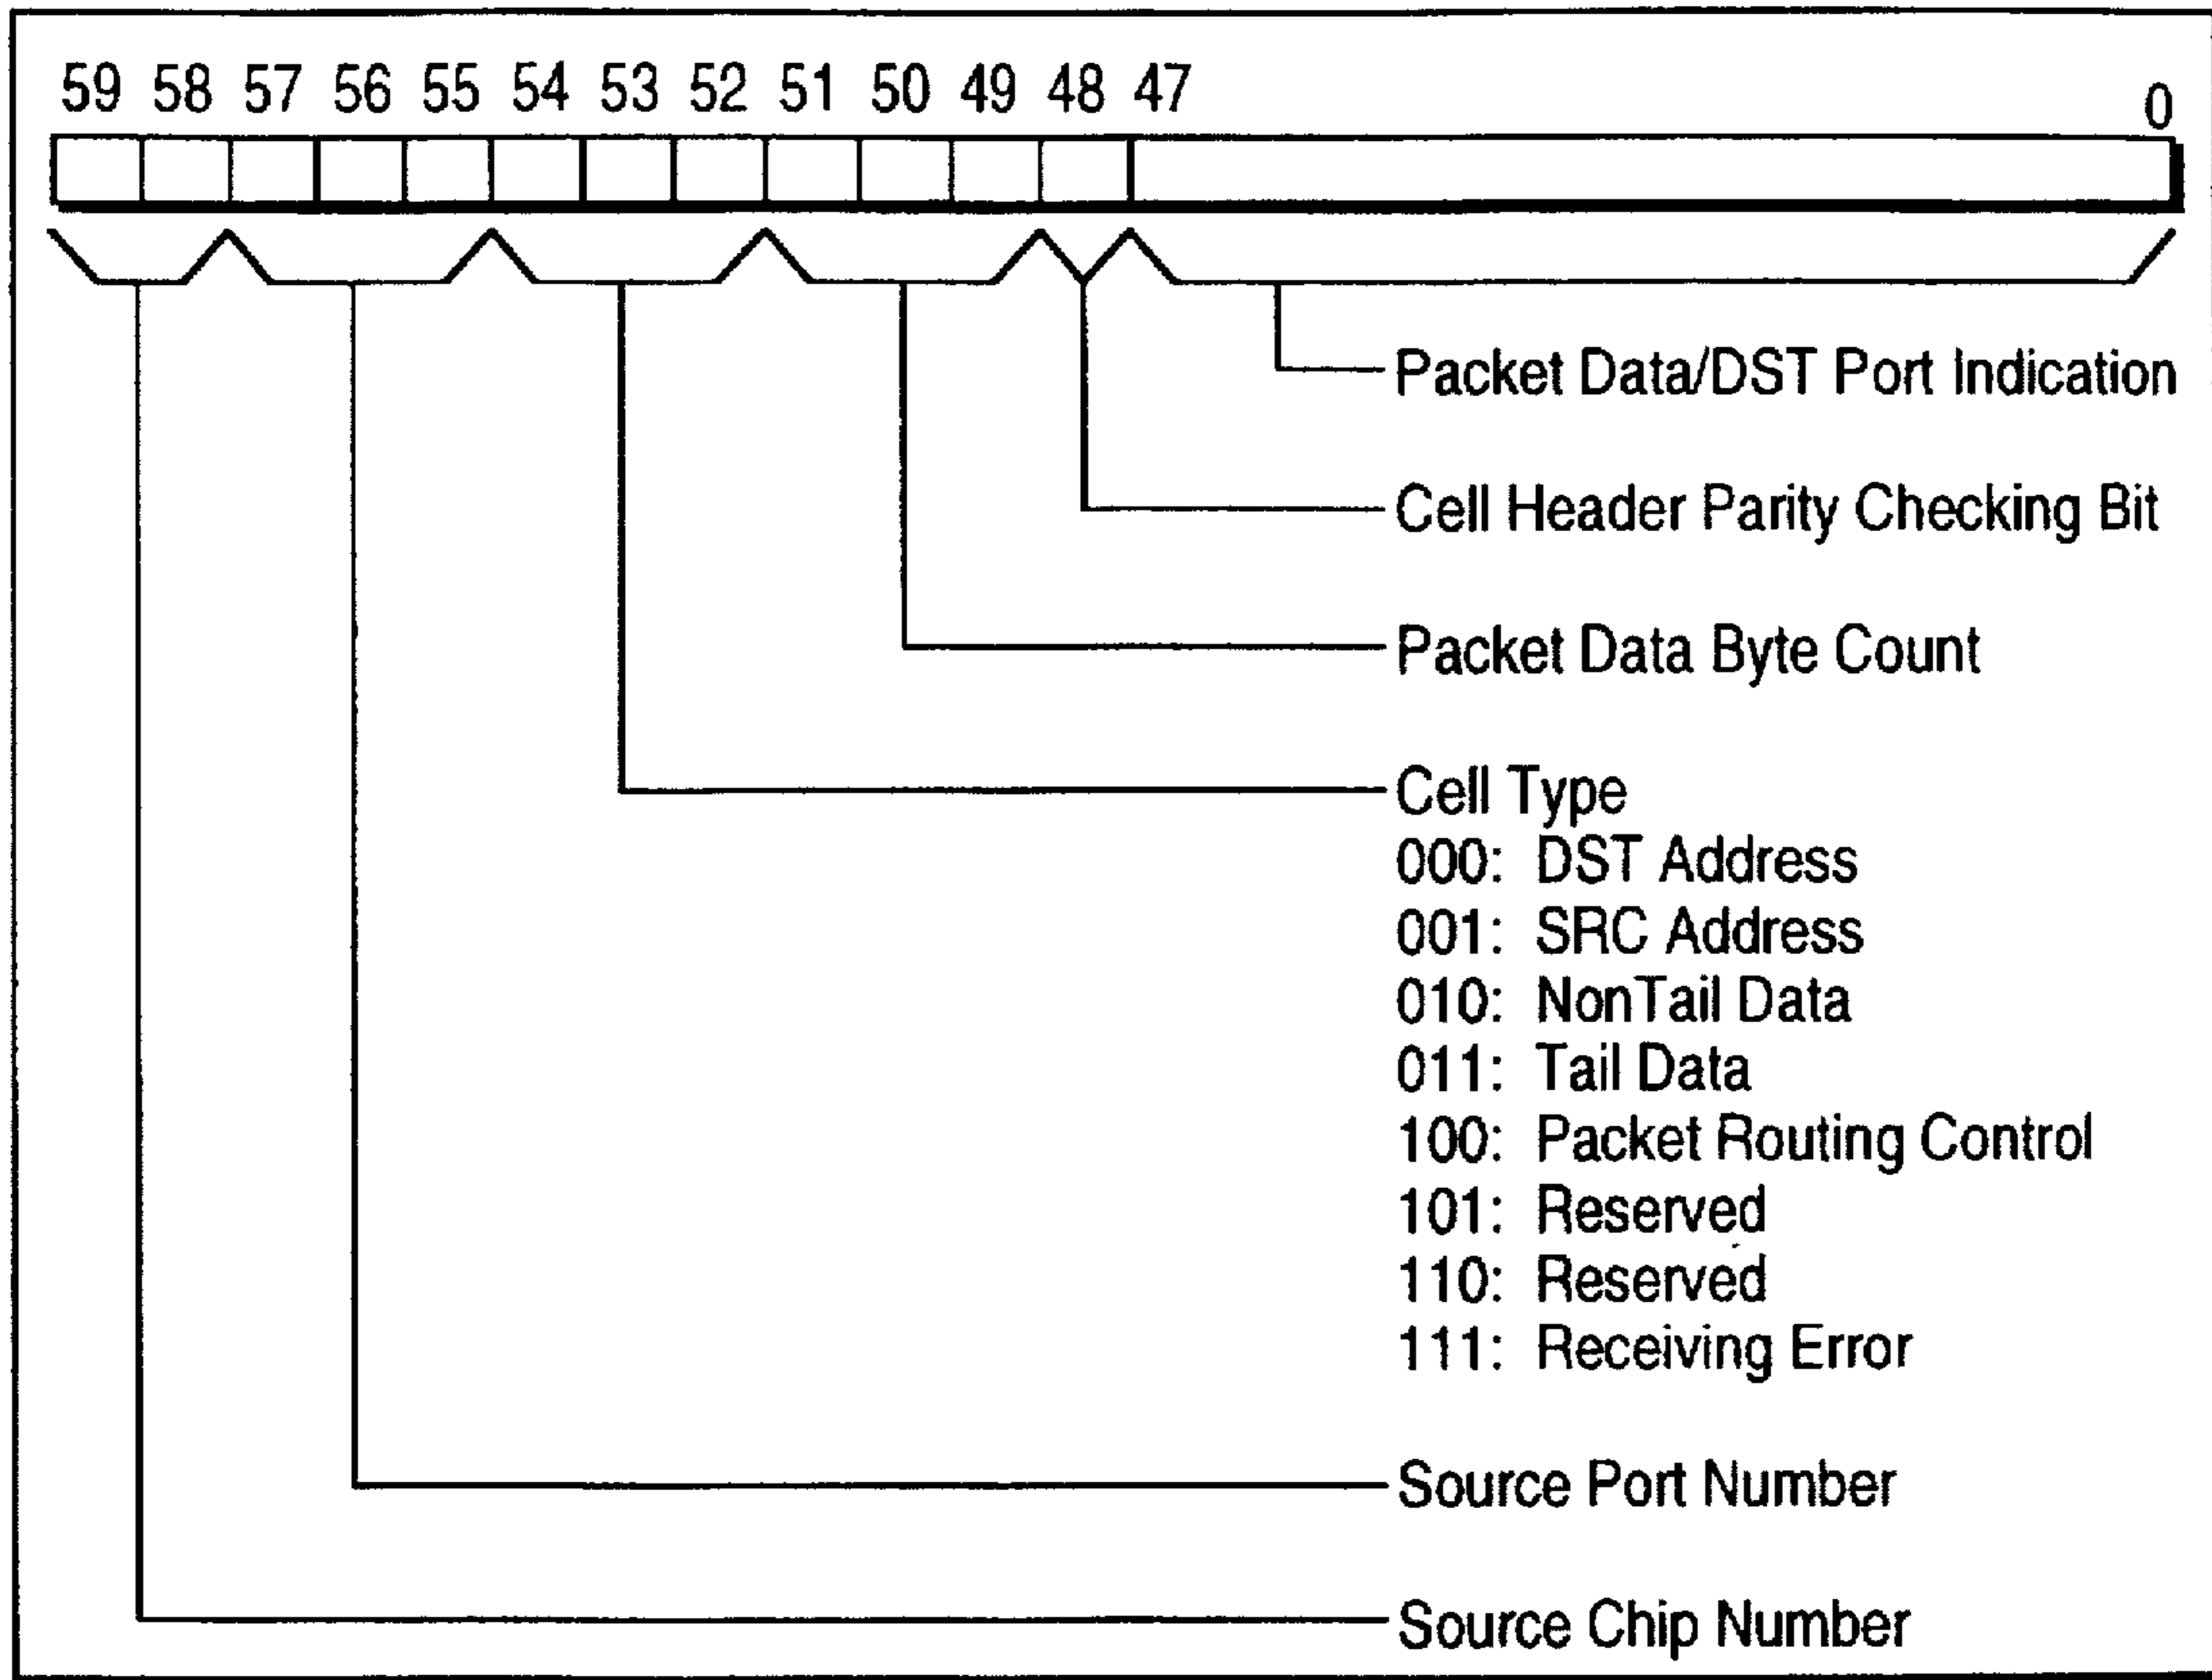 59 58 57 56 55 54 53 52 51 50 49 48 47 0
Packet Data/DST Port Indication
Cell Header Parity Checking Bit
Packet Data Byte Count
Cell Type
000: DST Address
001: SRC Address
010: NonTail Data
011: Tail Data
100: Packet Routing Control
101: Reserved
110: Reserved
111: Receiving Error
Source Port Number
Source Chip Number